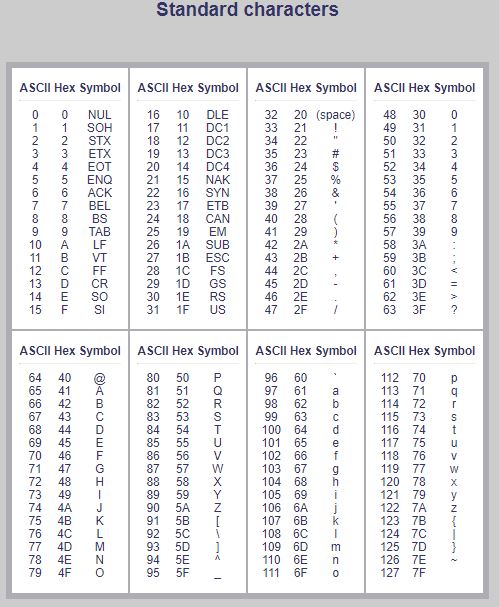 Standard characters
ASCII Hex Symbol
0 0 NUL
1 1 SOH
2 2 STX
3 3 ETX
4 4 EOT
5 5 ENQ
6 6 ACK
7 7 BEL
8 8 BS
9 9 TAB
10 A LF
11 B VT
12 C FF
13 D CR
14 E SO
15 F SI
ASCII Hex Symbol
16 10 DLE
17 11 DC1
18 12 DC2
19 13 DC3
20 14 DC4
21 15 NAK
22 16 SYN
23 17 ETB
24 18 CAN
25 19 EM
26 1A SUB
27 1B ESC
28 1C FS
29 1D GS
30 1E RS
31 1F US
ASCII Hex Symbol
32 20 (space)
33 21 !
34 22 "
35 23 #
36 24 $
37 25 %
38 26 &
39 27 '
40 28 (
41 29 )
42 2A *
43 2B +
44 2C ,
45 2D -
46 2E .
47 2F /
ASCII Hex Symbol
48 30 0
49 31 1
50 32 2
51 33 3
52 34 4
53 35 5
54 36 6
55 37 7
56 38 8
57 39 9
58 3A :
59 3B ;
60 3C <
61 3D =
62 3E >
63 3F ?
ASCII Hex Symbol
64 40 @
65 41 A
66 42 B
67 43 C
68 44 D
69 45 E
70 46 F
71 47 G
72 48 H
73 49 I
74 4A J
75 4B K
76 4C L
77 4D M
78 4E N
79 4F O
ASCII Hex Symbol
80 50 P
81 51 Q
82 52 R
83 53 S
84 54 T
85 55 U
86 56 V
87 57 W
88 58 X
89 59 Y
90 5A Z
91 5B [
92 5C \
93 5D ]
94 5E ^
95 5F _
ASCII Hex Symbol
96 60 `
97 61 a
98 62 b
99 63 c
100 64 d
101 65 e
102 66 f
103 67 g
104 68 h
105 69 i
106 6A j
107 6B k
108 6C l
109 6D m
110 6E n
111 6F o
ASCII Hex Symbol
112 70 p
113 71 q
114 72 r
115 73 s
116 74 t
117 75 u
118 76 v
119 77 w
120 78 x
121 79 y
122 7A z
123 7B {
124 7C |
125 7D }
126 7E ~
127 7F